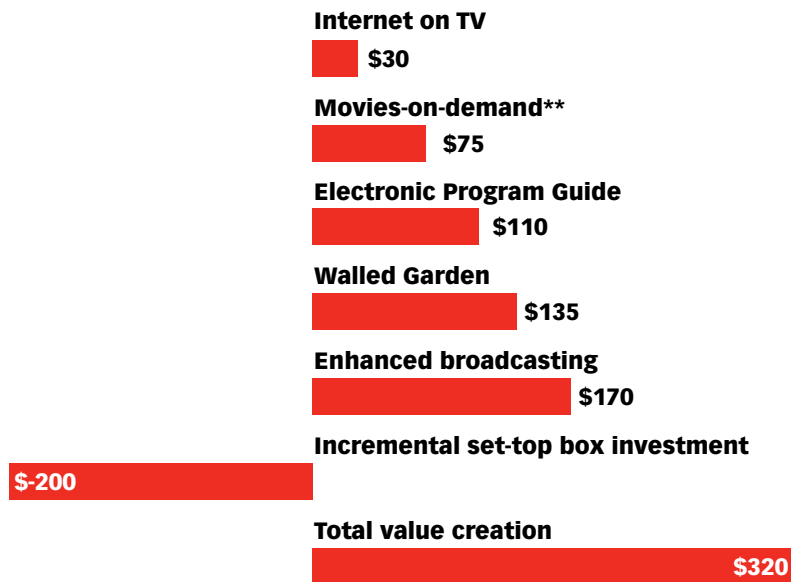 Internet on TV
$30
Movies-on-demand**
$75
Electronic Program Guide
$110
Walled Garden
$135
Enhanced broadcasting
$170
Incremental set-top box investment
$-200
Total value creation
$320